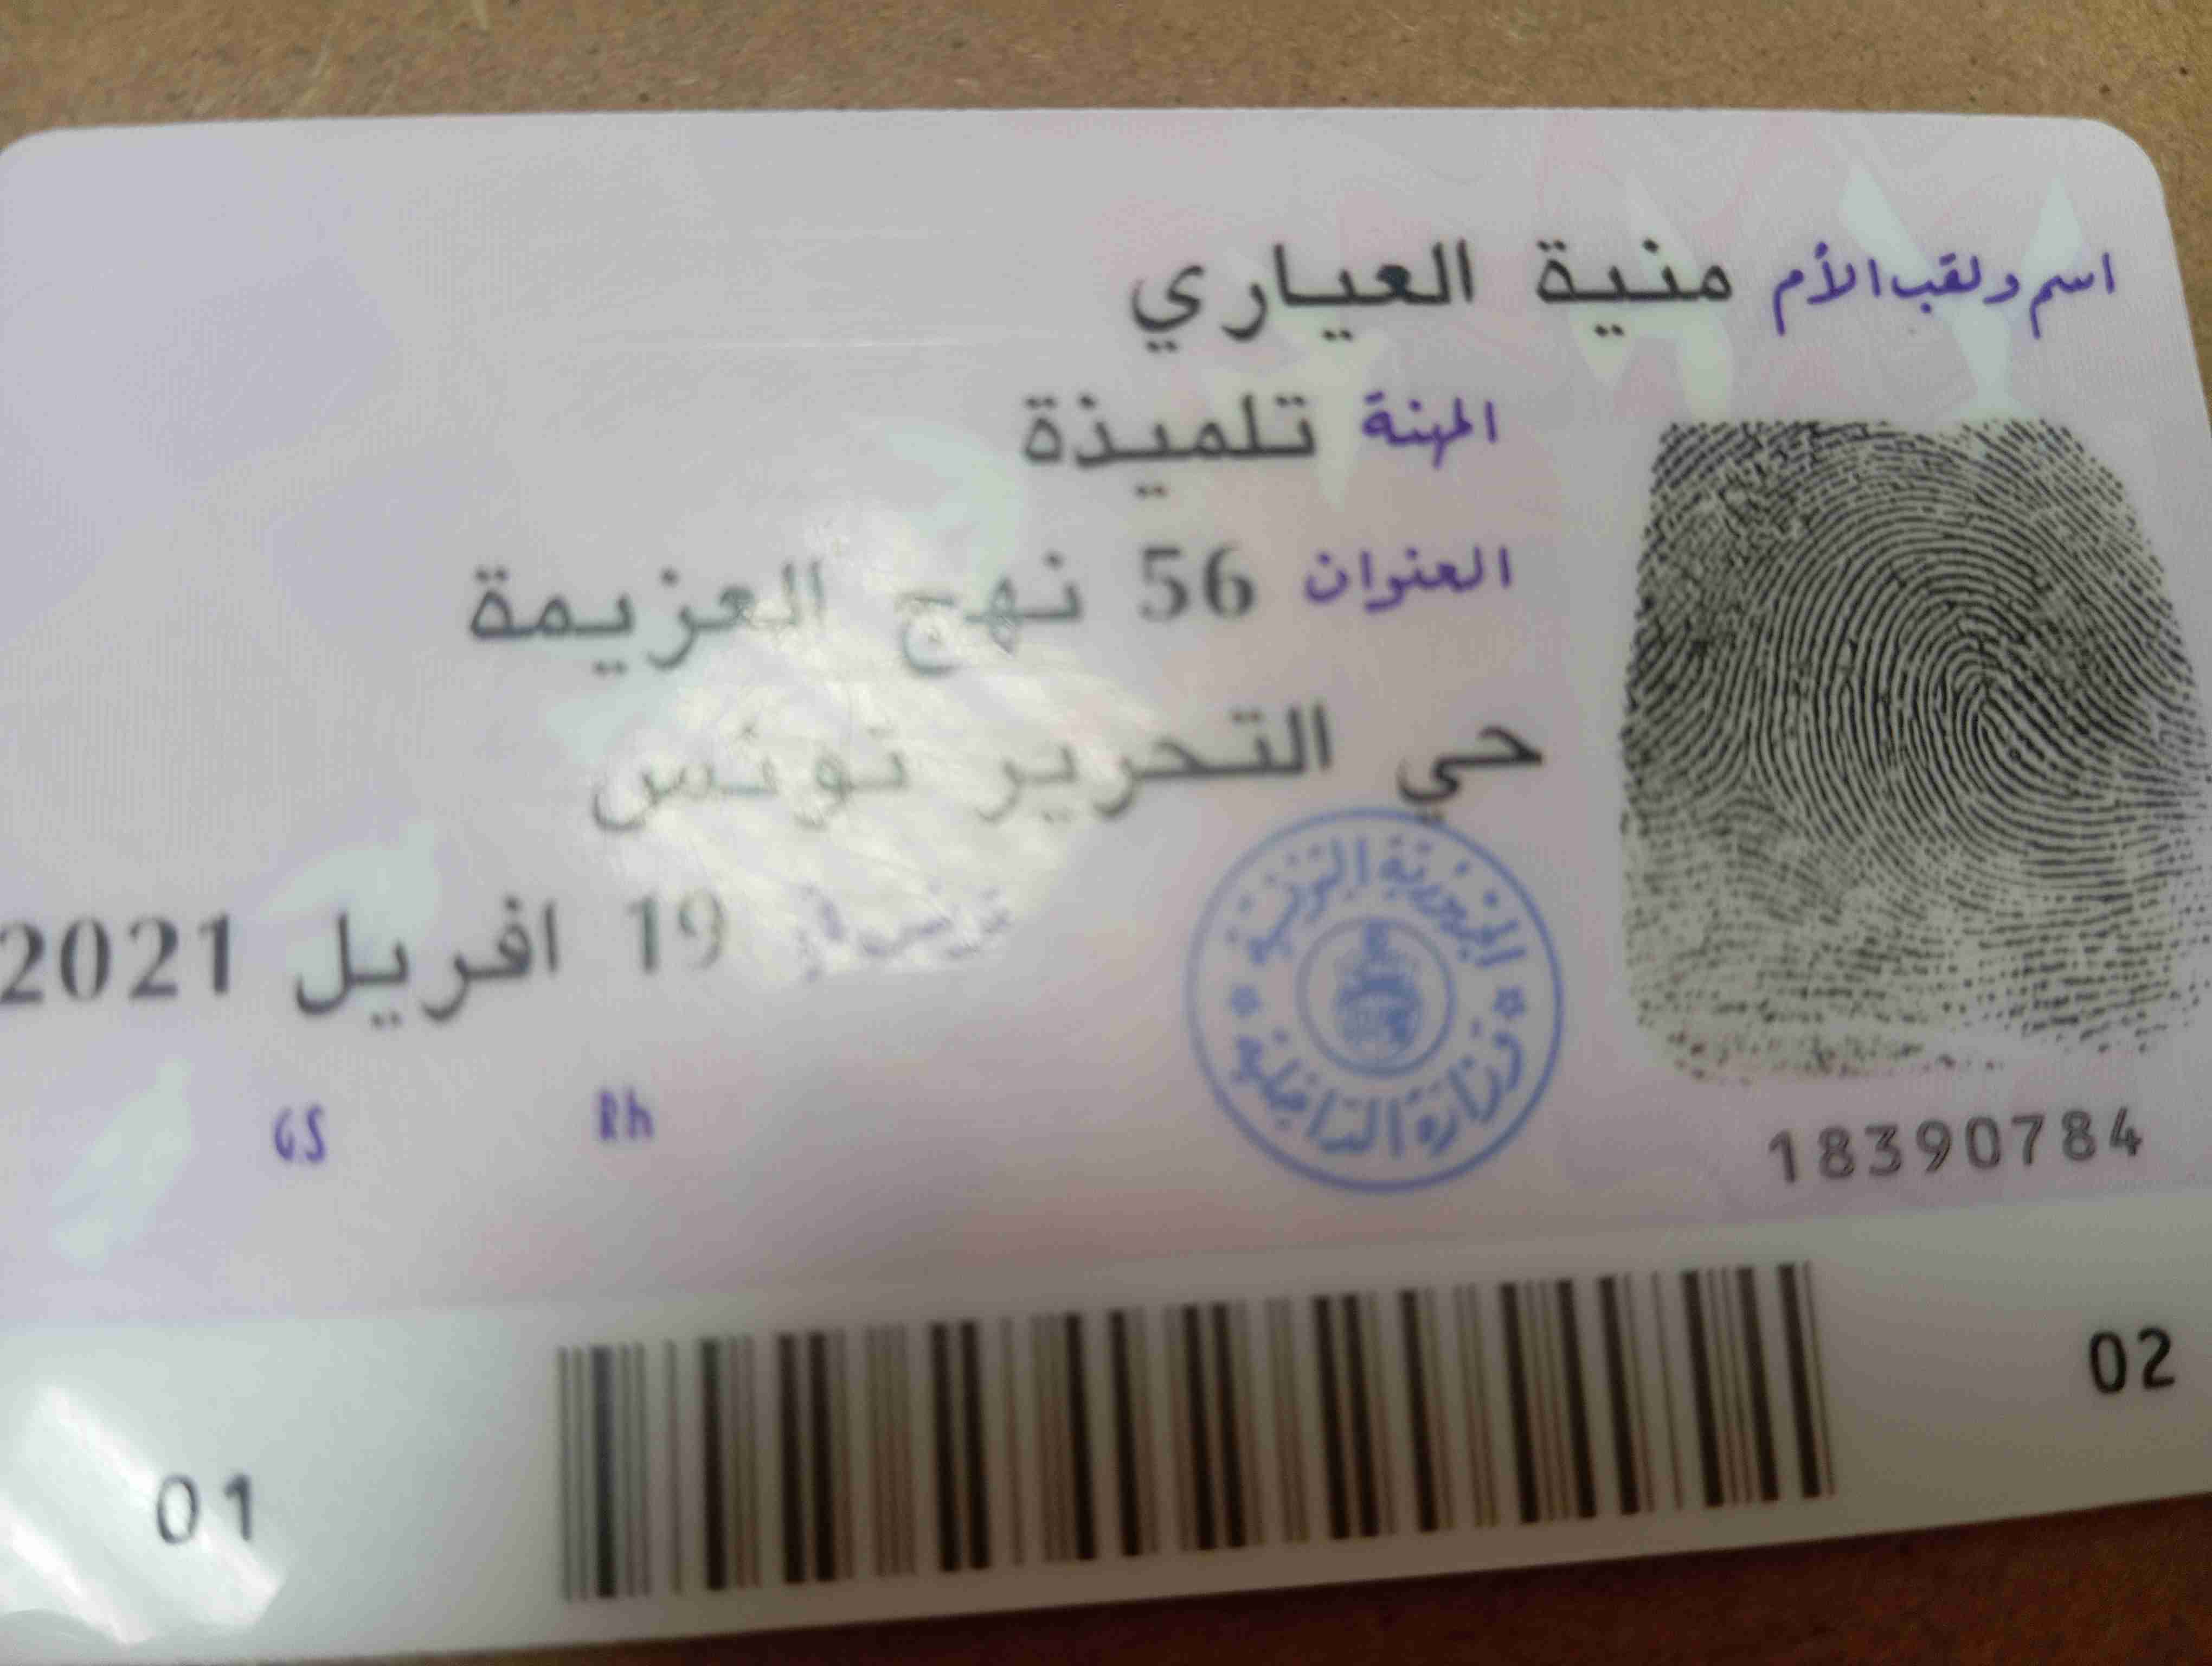 اسم ولقب الأم منية العياري
المهنة تلميذة
العنوان 56 نهج العزيمة
حي التحرير تونس
تونس في 19 افريل 2021
الجمهورية التونسية
وزارة الداخلية
Rh
GS
18390784
02
01